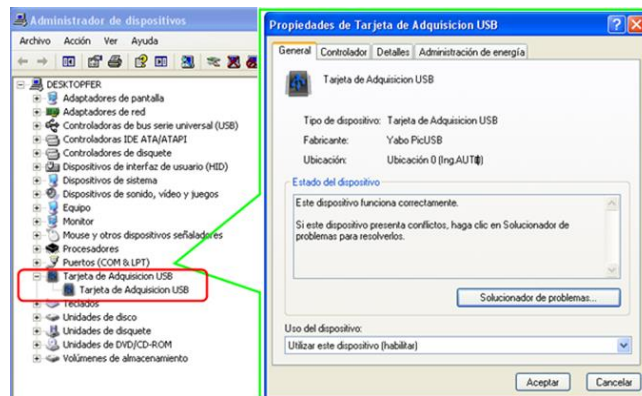 Administrador de dispositivos
Archivo Acción Ver Ayuda
DESKTOPFER
Adaptadores de pantalla
Adaptadores de red
Controladoras de bus serie universal (USB)
Controladoras IDE ATA/ATAPI
Controladores de disquete
Dispositivos de interfaz de usuario (HID)
Dispositivos de sistema
Dispositivos de sonido, vídeo y juegos
Equipo
Monitor
Mouse y otros dispositivos señaladores
Procesadores
Puertos (COM & LPT)
Tarjeta de Adquisicion USB
Tarjeta de Adquisicion USB
Teclados
Unidades de disco
Unidades de disquete
Unidades de DVD/CD-ROM
Volúmenes de almacenamiento
Propiedades de Tarjeta de Adquisicion USB
General Controlador Detalles Administración de energía
Tarjeta de Adquisicion USB
Tipo de dispositivo: Tarjeta de Adquisicion USB
Fabricante: Yabo PicUSB
Ubicación: Ubicación 0
Estado del dispositivo
Este dispositivo funciona correctamente.
Si este dispositivo presenta conflictos, haga clic en Solucionador de
problemas para resolverlos.
Solucionador de problemas...
Uso del dispositivo:
Utilizar este dispositivo (habilitar)
Aceptar Cancelar